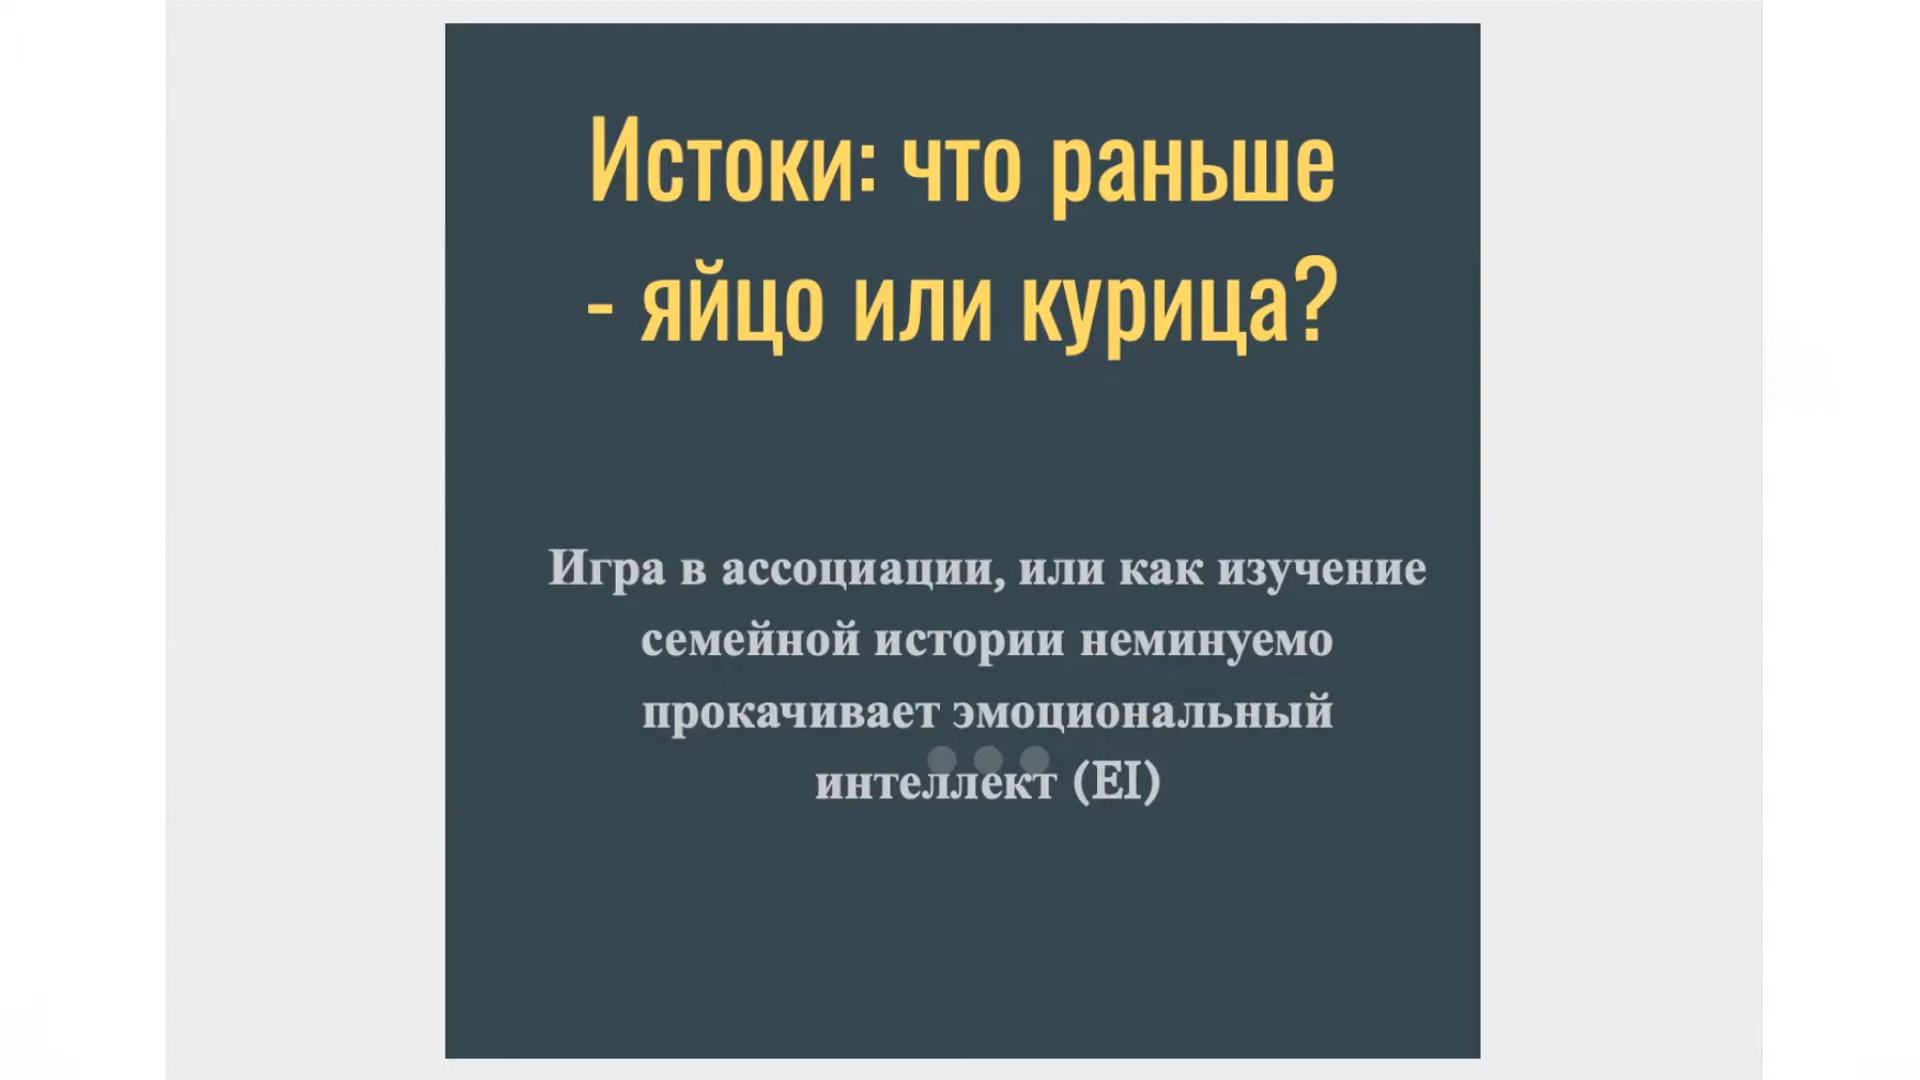 Истоки: что раньше
- яйцо или курица?
Игра в ассоциации, или как изучение
семейной истории неминуемо
прокачивает эмоциональный
интеллект (EI)